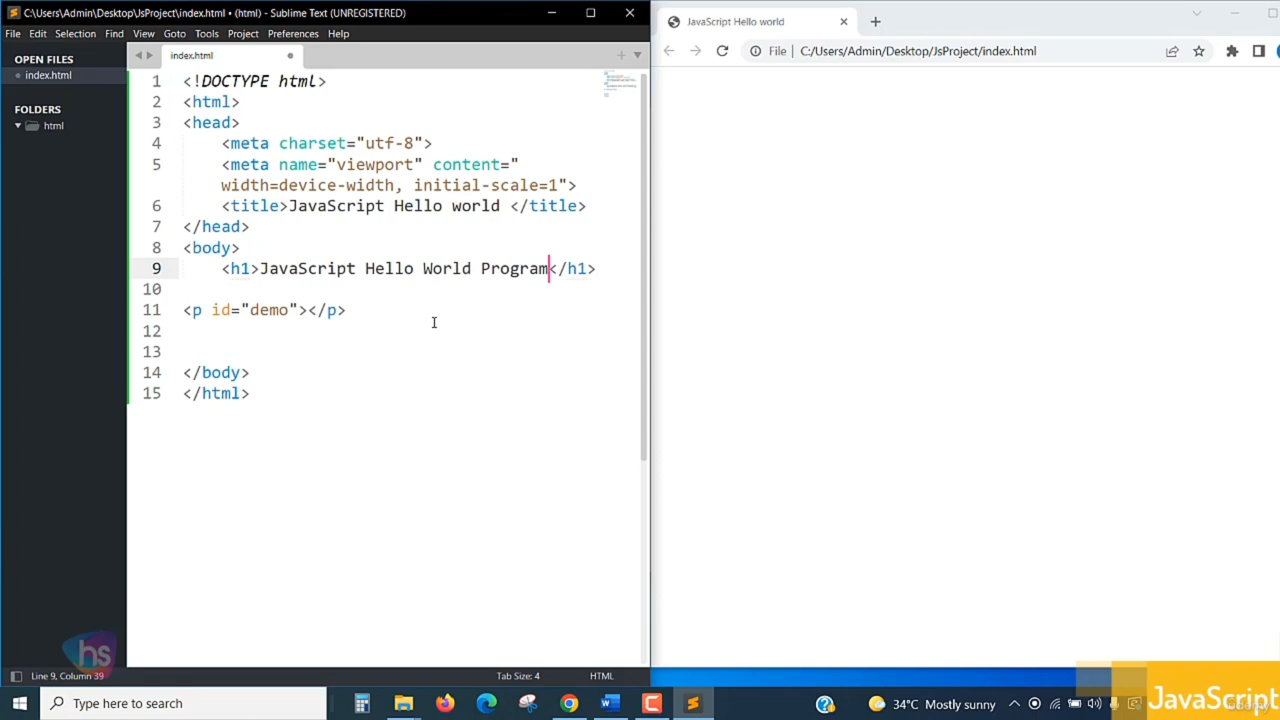 C:\Users\Admin\Desktop\JsProject\index.html • (html) - Sublime Text (UNREGISTERED)
File Edit Selection Find View Goto Tools Project Preferences Help
OPEN FILES
index.html
FOLDERS
html
index.html
1 <!DOCTYPE html>
2 <html>
3 <head>
4 <meta charset="utf-8">
5 <meta name="viewport" content="
width=device-width, initial-scale=1">
6 <title>JavaScript Hello world </title>
7 </head>
8 <body>
9 <h1>JavaScript Hello World Program</h1>
10
11 <p id="demo"></p>
12
13
14 </body>
15 </html>
hs
Line 9, Column 39
Tab Size: 4
HTML
JavaScript Hello world
File C:/Users/Admin/Desktop/JsProject/index.html
JavaScript
Type here to search
34°C Mostly sunny